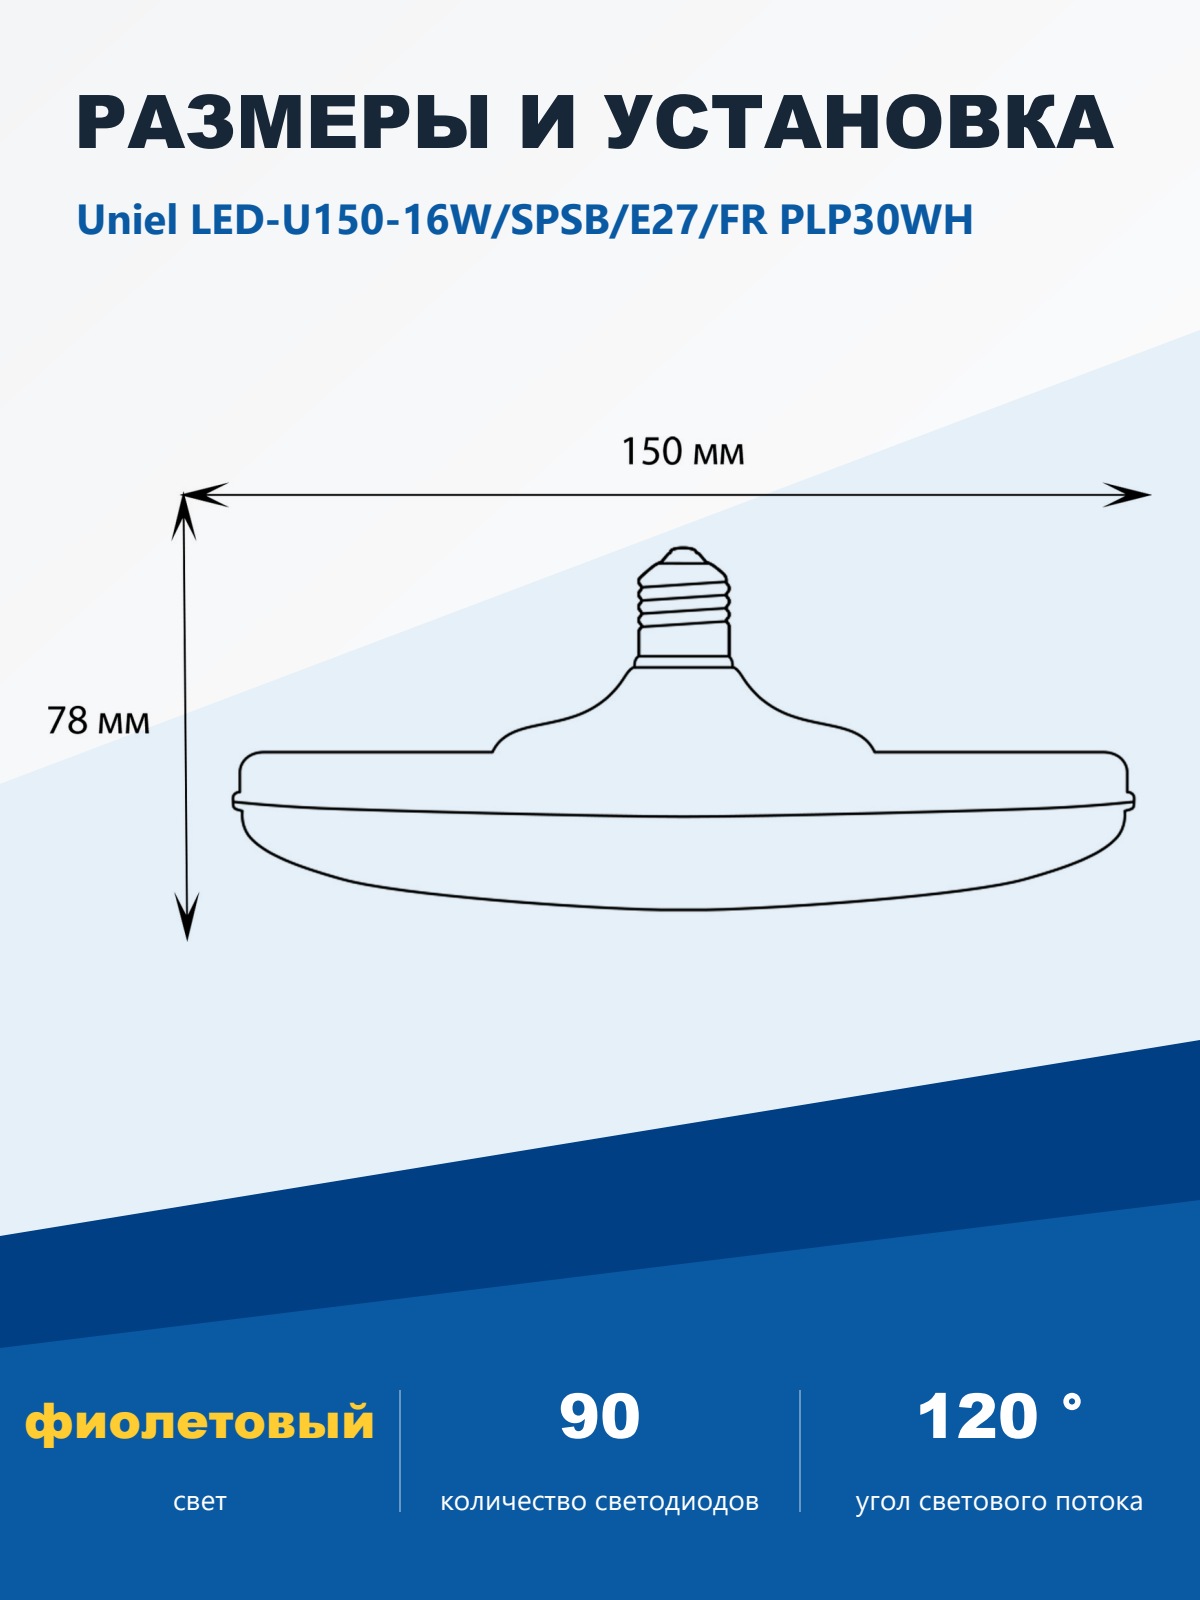 РАЗМЕРЫ И УСТАНОВКА
Uniel LED-U150-16W/SPSB/E27/FR PLP30WH
150 мм
78 мм
фиолетовый
свет
90
количество светодиодов
120 °
угол светового потока